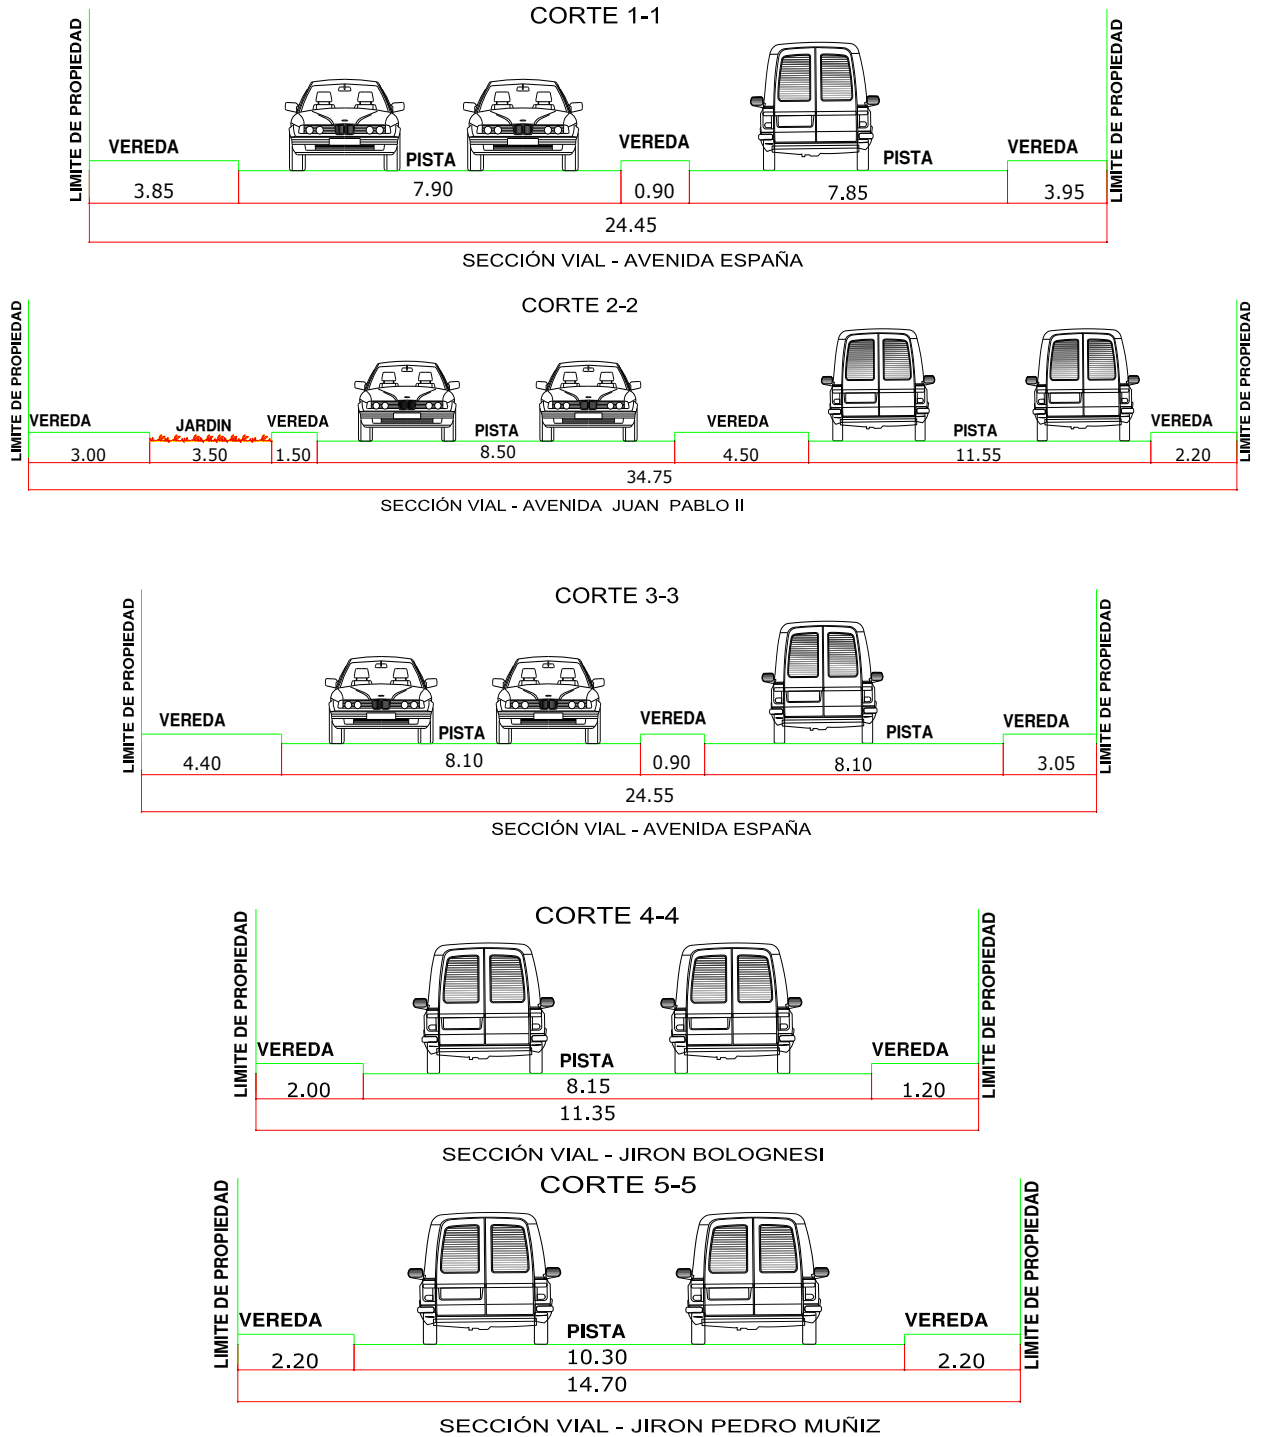 CORTE 1-1
LIMITE DE PROPIEDAD
LIMITE DE PROPIEDAD
VEREDA
PISTA
VEREDA
PISTA
VEREDA
3.85
7.90
0.90
7.85
3.95
24.45
SECCIÓN VIAL - AVENIDA ESPAÑA
CORTE 2-2
LIMITE DE PROPIEDAD
LIMITE DE PROPIEDAD
VEREDA
JARDIN
VEREDA
PISTA
VEREDA
PISTA
VEREDA
3.00
3.50
1.50
8.50
4.50
11.55
2.20
34.75
SECCIÓN VIAL - AVENIDA JUAN PABLO II
CORTE 3-3
LIMITE DE PROPIEDAD
LIMITE DE PROPIEDAD
VEREDA
PISTA
VEREDA
PISTA
VEREDA
4.40
8.10
0.90
8.10
3.05
24.55
SECCIÓN VIAL - AVENIDA ESPAÑA
CORTE 4-4
LIMITE DE PROPIEDAD
LIMITE DE PROPIEDAD
VEREDA
PISTA
VEREDA
2.00
8.15
1.20
11.35
SECCIÓN VIAL - JIRON BOLOGNESI
CORTE 5-5
LIMITE DE PROPIEDAD
LIMITE DE PROPIEDAD
VEREDA
PISTA
VEREDA
2.20
10.30
2.20
14.70
SECCIÓN VIAL - JIRON PEDRO MUÑIZ